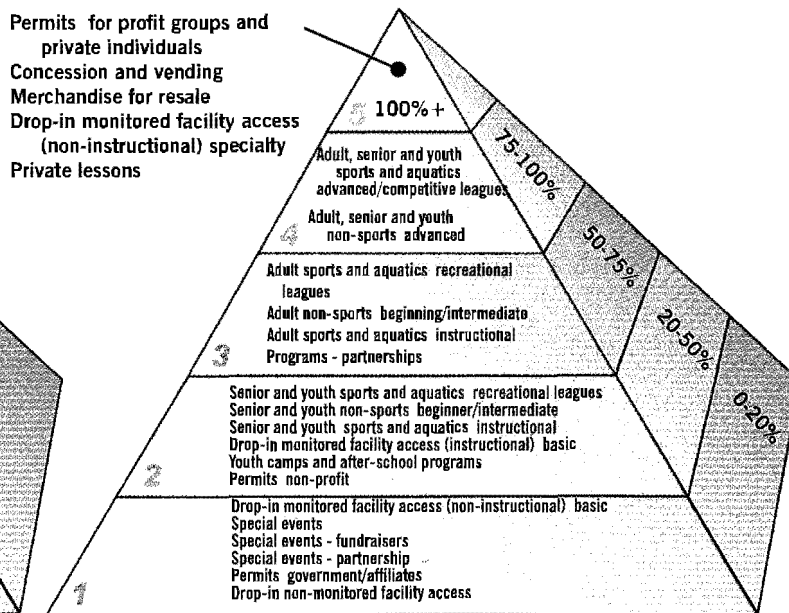 Permits for profit groups and
private individuals
Concession and vending
Merchandise for resale
Drop-in monitored facility access
(non-instructional) specialty
Private lessons
5 100%+
75-100%
Adult, senior and youth
sports and aquatics
advanced/competitive leagues
Adult, senior and youth
non-sports advanced
4
50-75%
Adult sports and aquatics recreational
leagues
Adult non-sports beginning/intermediate
Adult sports and aquatics instructional
Programs - partnerships
3
20-50%
Senior and youth sports and aquatics recreational leagues
Senior and youth non-sports beginner/intermediate
Senior and youth sports and aquatics instructional
Drop-in monitored facility access (instructional) basic
Youth camps and after-school programs
Permits non-profit
2
0-20%
Drop-in monitored facility access (non-instructional) basic
Special events
Special events - fundraisers
Special events - partnership
Permits government/affiliates
Drop-in non-monitored facility access
1